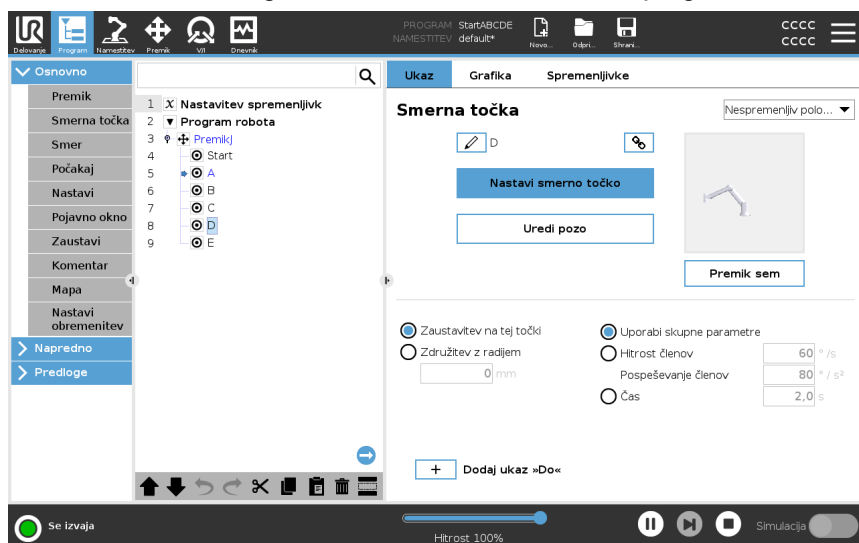 UR
PROGRAM StartABCDE
NAMESTITEV default*
CCCC
CCCC
Delovanje Program Namestitev Premik V/I Dnevnik
Novo... Odpri... Shrani...
Osnovno
Premik
Smerna točka
Smer
Počakaj
Nastavi
Pojavno okno
Zaustavi
Komentar
Mapa
Nastavi
obremenitev
Napredno
Predloge
1 X Nastavitev spremenljivk
2 Program robota
3 PremikJ
4 Start
5 A
6 B
7 C
8 D
9 E
Ukaz Grafika Spremenljivke
Smerna točka
Nespremenljiv polo...
D
Nastavi smerno točko
Uredi pozo
Premik sem
Zaustavitev na tej točki
Združitev z radijem
0 mm
Uporabi skupne parametre
Hitrost členov 60 °/s
Pospeševanje členov 80 °/s²
Čas 2,0 s
+ Dodaj ukaz »Do«
Se izvaja
Hitrost 100%
Simulacija